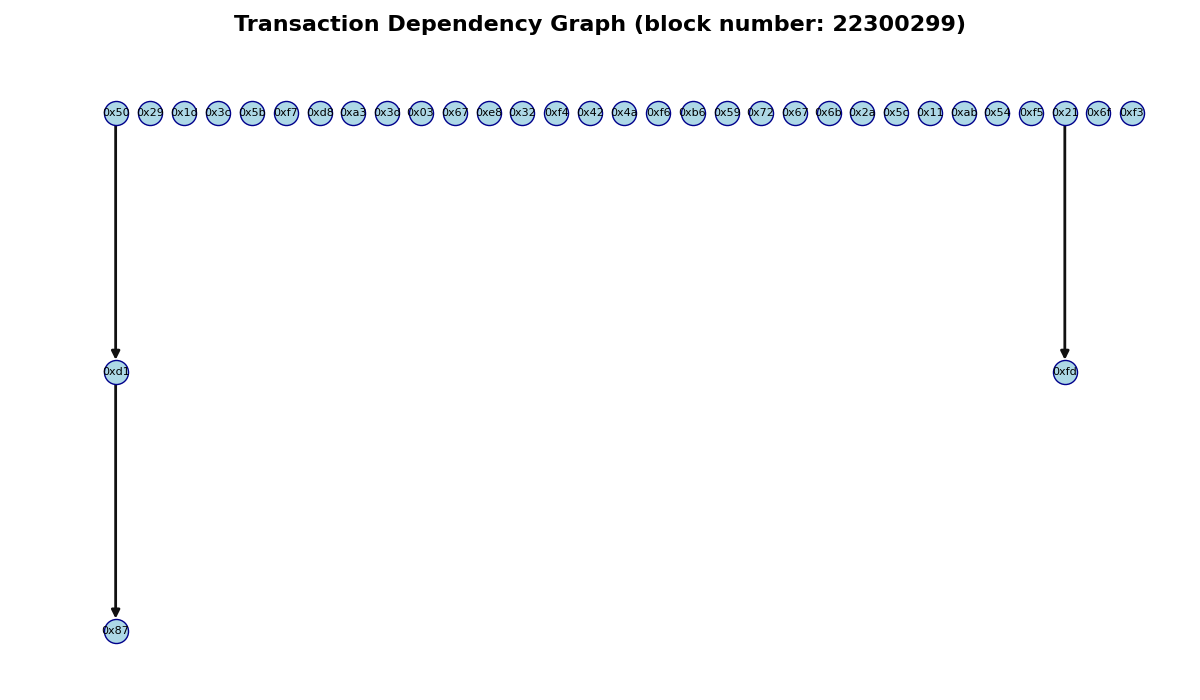 Transaction Dependency Graph (block number: 22300299)
0x50 0x29 0x1d 0x3c 0x5b 0xf7 0xd8 0xa3 0x3d 0x03 0x67 0xe8 0x32 0xf4 0x42 0x4a 0xf6 0xb6 0x59 0x72 0x67 0x6b 0x2a 0x5c 0x11 0xab 0x54 0xf5 0x21 0x6f 0xf3
0xd1 0xfd
0x87